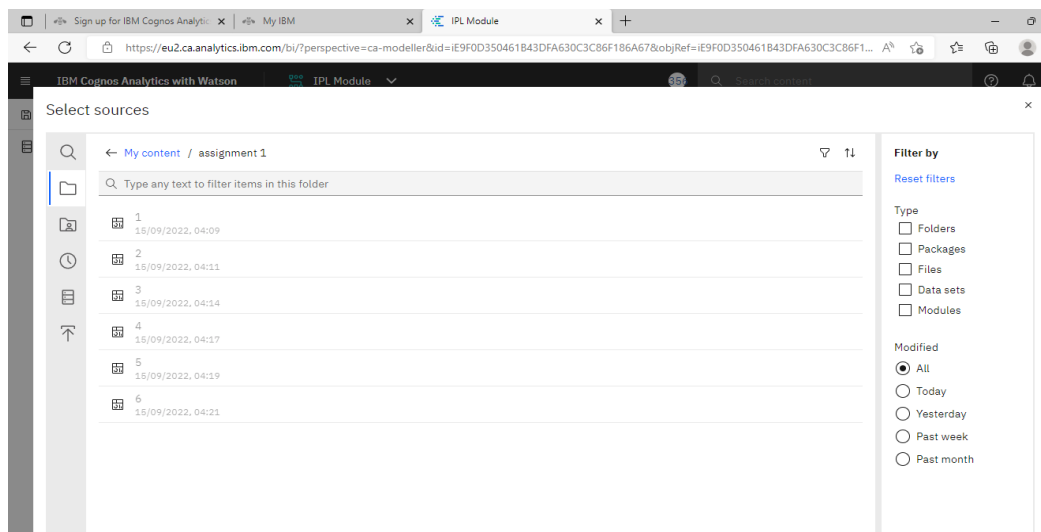 Sign up for IBM Cognos Analytic
My IBM
IPL Module
https://eu2.ca.analytics.ibm.com/bi/?perspective=ca-modeller&id=iE9F0D350461B43DFA630C3C86F186A67&objRef=iE9F0D350461B43DFA630C3C86F1...
IBM Cognos Analytics with Watson
IPL Module
Search content
Select sources
My content / assignment 1
Type any text to filter items in this folder
1
15/09/2022, 04:09
2
15/09/2022, 04:11
3
15/09/2022, 04:14
4
15/09/2022, 04:17
5
15/09/2022, 04:19
6
15/09/2022, 04:21
Filter by
Reset filters
Type
Folders
Packages
Files
Data sets
Modules
Modified
All
Today
Yesterday
Past week
Past month